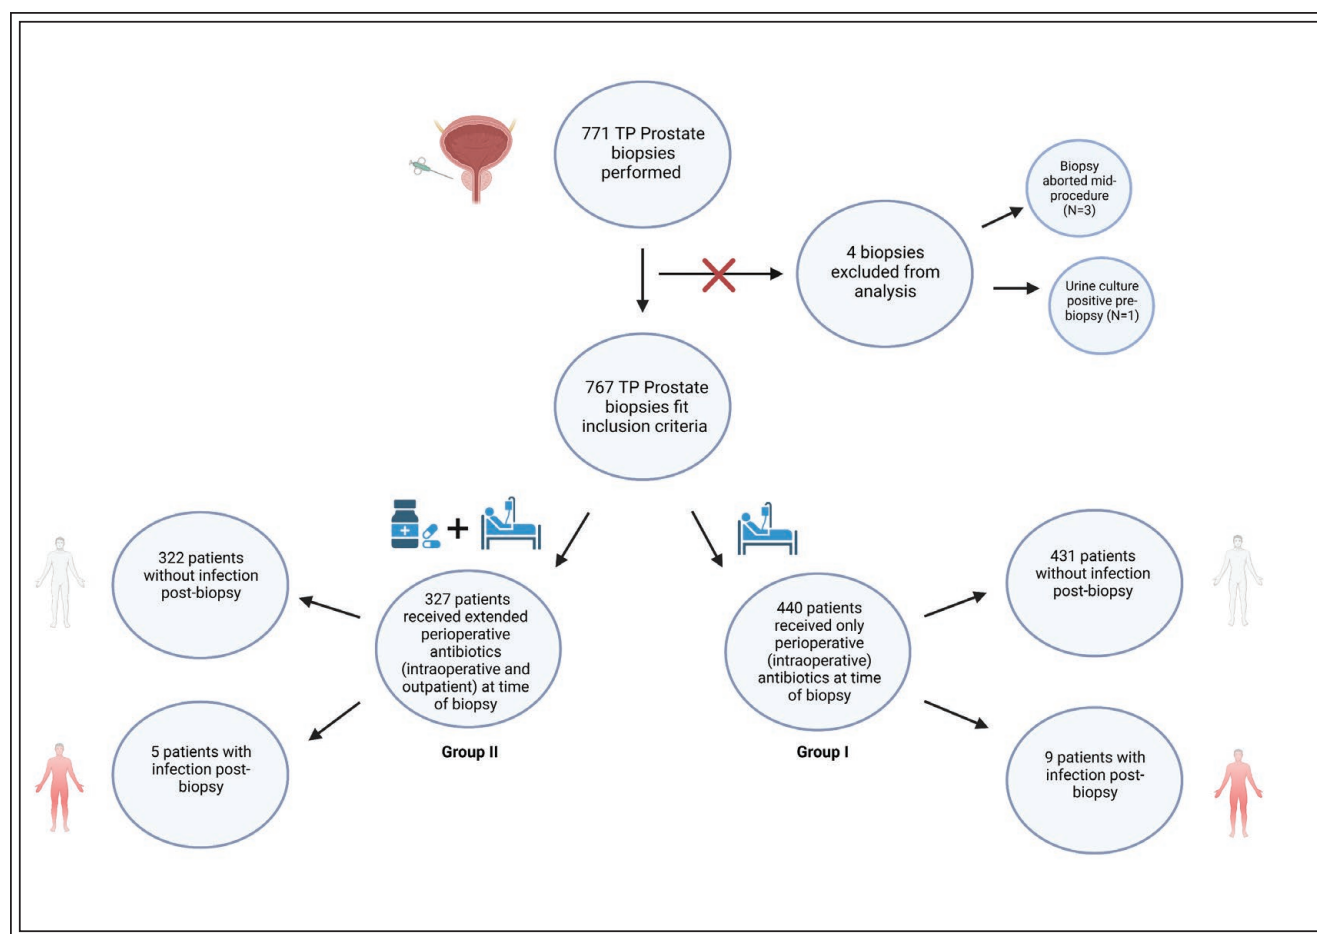 771 TP Prostate
biopsies
performed
Biopsy
aborted mid-
procedure
(N=3)
4 biopsies
excluded from
analysis
Urine culture
positive pre-
biopsy (N=1)
767 TP Prostate
biopsies fit
inclusion criteria
322 patients
without infection
post-biopsy
+
327 patients
received extended
perioperative
antibiotics
(intraoperative and
outpatient) at time
of biopsy
440 patients
received only
perioperative
(intraoperative)
antibiotics at time
of biopsy
431 patients
without infection
post-biopsy
Group II
Group I
5 patients with
infection post-
biopsy
9 patients with
infection post-
biopsy